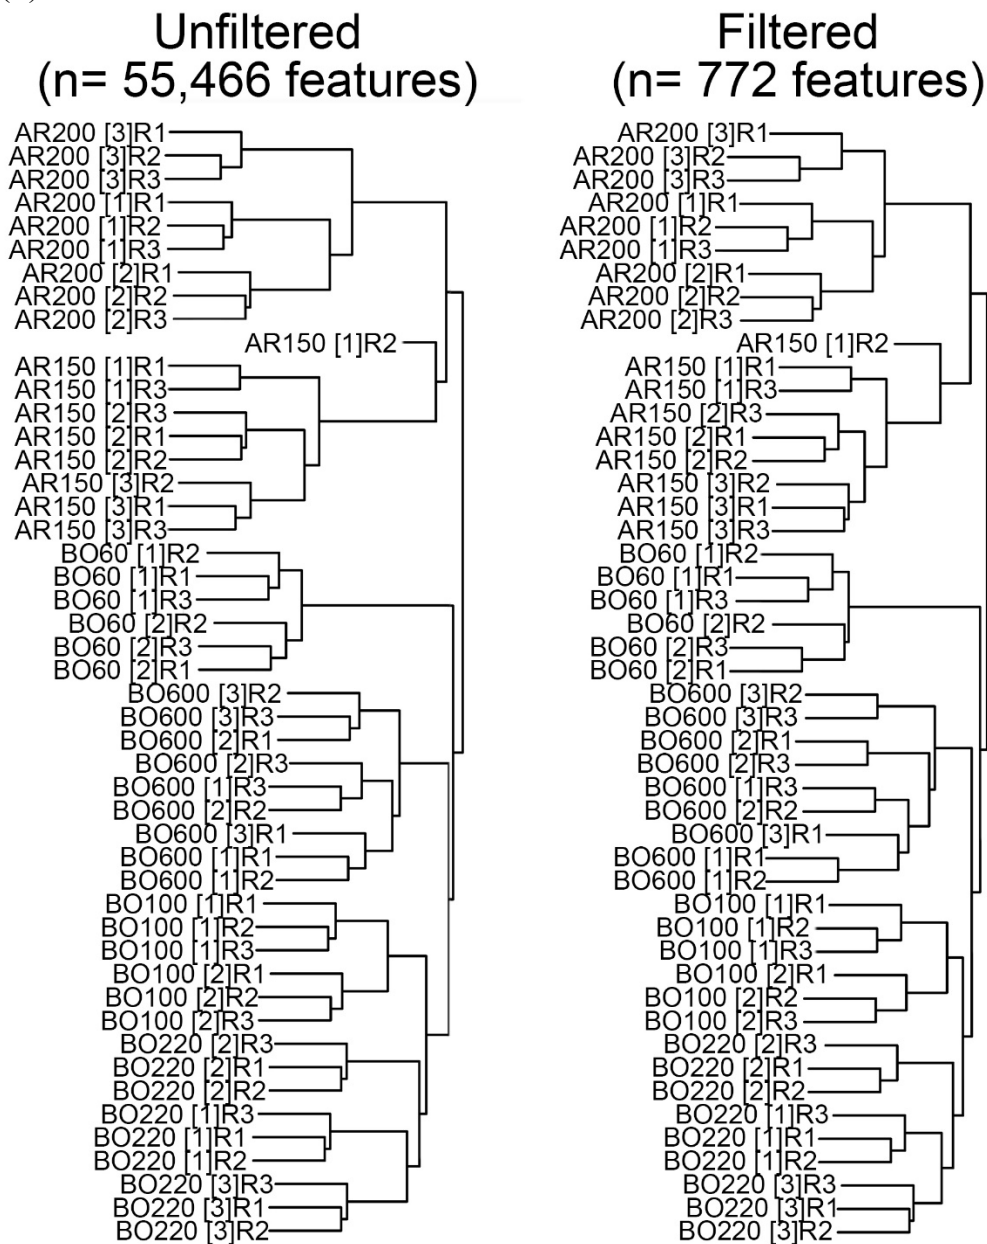 Unfiltered
(n= 55,466 features)
AR200 [3]R1
AR200 [3]R2
AR200 [3]R3
AR200 [1]R1
AR200 [1]R2
AR200 [1]R3
AR200 [2]R1
AR200 [2]R2
AR200 [2]R3
AR150 [1]R2
AR150 [1]R1
AR150 [1]R3
AR150 [2]R3
AR150 [2]R1
AR150 [2]R2
AR150 [3]R2
AR150 [3]R1
AR150 [3]R3
BO60 [1]R2
BO60 [1]R1
BO60 [1]R3
BO60 [2]R2
BO60 [2]R3
BO60 [2]R1
BO600 [3]R2
BO600 [3]R3
BO600 [2]R1
BO600 [2]R3
BO600 [1]R3
BO600 [2]R2
BO600 [3]R1
BO600 [1]R1
BO600 [1]R2
BO100 [1]R1
BO100 [1]R2
BO100 [1]R3
BO100 [2]R1
BO100 [2]R2
BO100 [2]R3
BO220 [2]R3
BO220 [2]R1
BO220 [2]R2
BO220 [1]R3
BO220 [1]R1
BO220 [1]R2
BO220 [3]R3
BO220 [3]R1
BO220 [3]R2
Filtered
(n= 772 features)
AR200 [3]R1
AR200 [3]R2
AR200 [3]R3
AR200 [1]R1
AR200 [1]R2
AR200 [1]R3
AR200 [2]R1
AR200 [2]R2
AR200 [2]R3
AR150 [1]R2
AR150 [1]R1
AR150 [1]R3
AR150 [2]R3
AR150 [2]R1
AR150 [2]R2
AR150 [3]R2
AR150 [3]R1
AR150 [3]R3
BO60 [1]R2
BO60 [1]R1
BO60 [1]R3
BO60 [2]R2
BO60 [2]R3
BO60 [2]R1
BO600 [3]R2
BO600 [3]R3
BO600 [2]R1
BO600 [2]R3
BO600 [1]R3
BO600 [2]R2
BO600 [3]R1
BO600 [1]R1
BO600 [1]R2
BO100 [1]R1
BO100 [1]R2
BO100 [1]R3
BO100 [2]R1
BO100 [2]R2
BO100 [2]R3
BO220 [2]R3
BO220 [2]R1
BO220 [2]R2
BO220 [1]R3
BO220 [1]R1
BO220 [1]R2
BO220 [3]R3
BO220 [3]R1
BO220 [3]R2